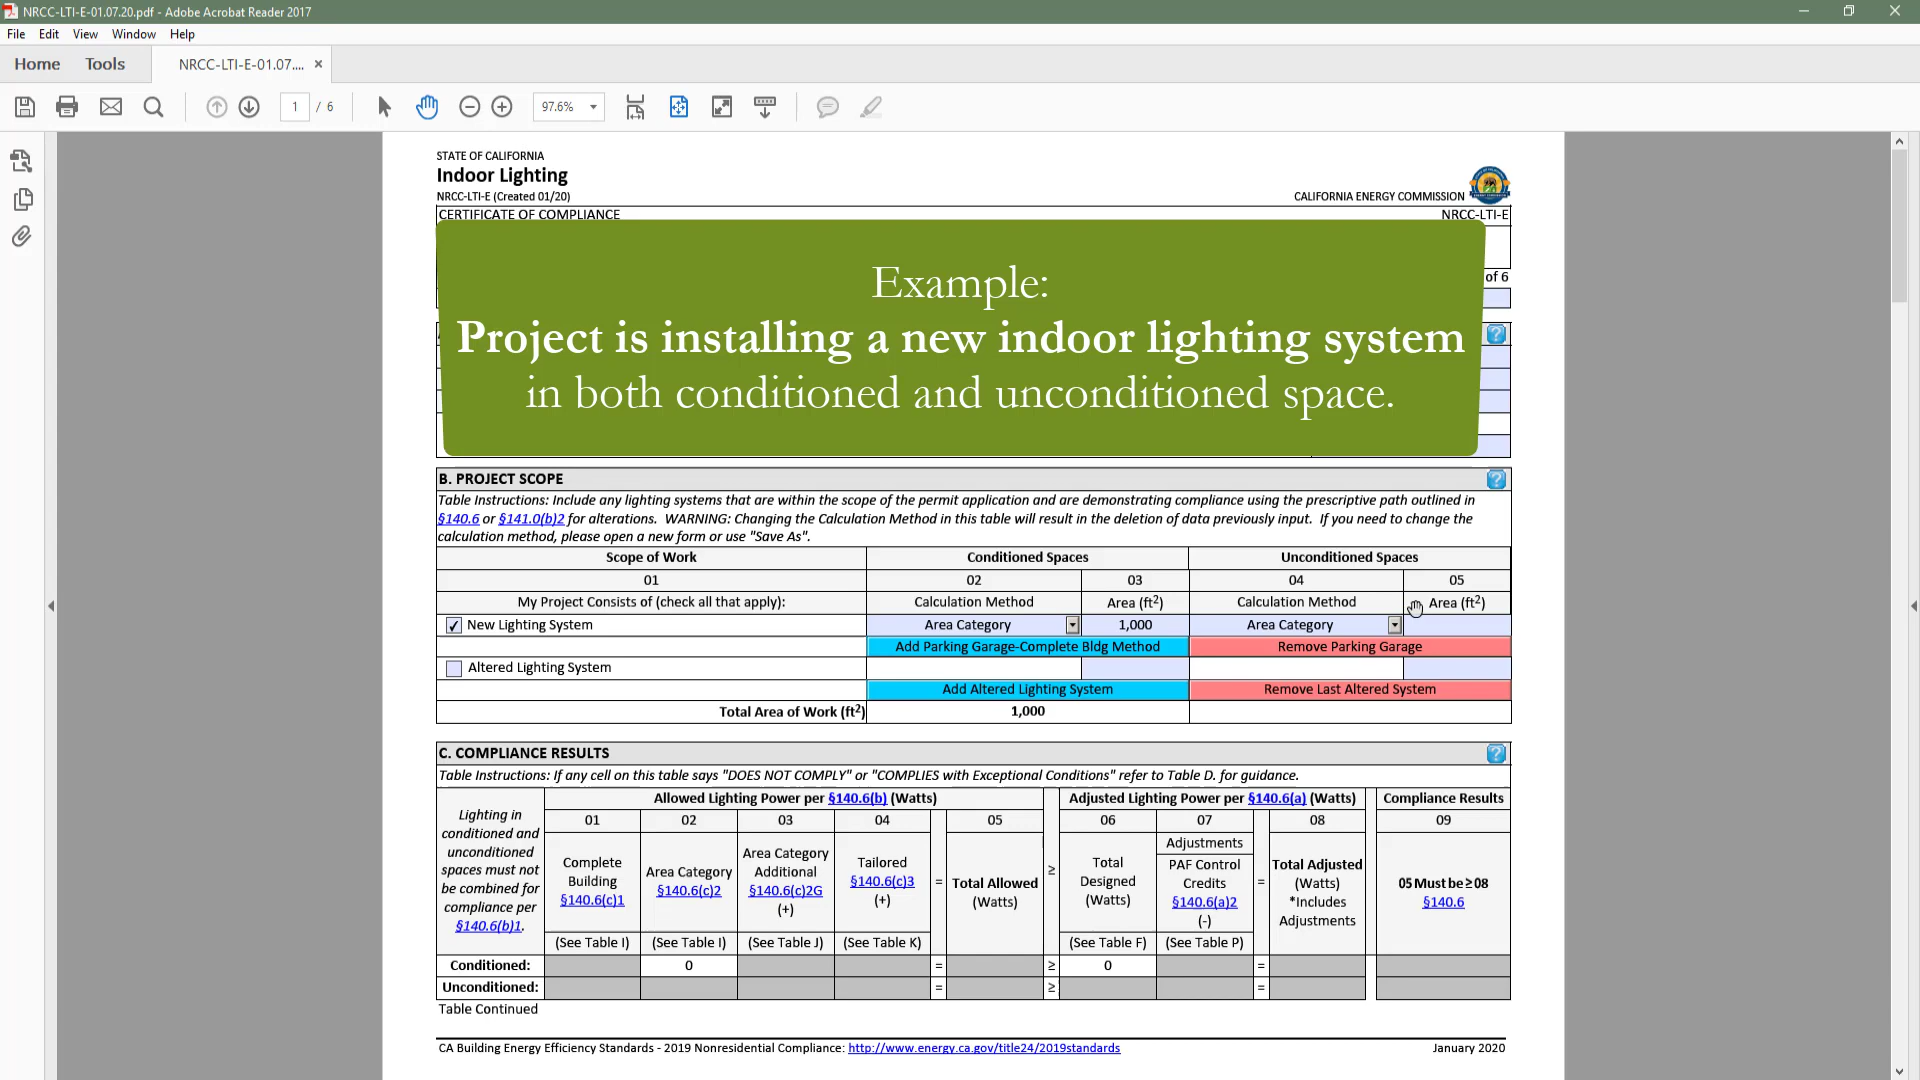 NRCC-LTI-E-01.07.20.pdf - Adobe Acrobat Reader 2017
File Edit View Window Help
Home Tools NRCC-LTI-E-01.07.... ×
1 / 6 97.6%
STATE OF CALIFORNIA
Indoor Lighting
NRCC-LTI-E (Created 01/20)
CALIFORNIA ENERGY COMMISSION
CERTIFICATE OF COMPLIANCE NRCC-LTI-E
of 6
Example:
Project is installing a new indoor lighting system
in both conditioned and unconditioned space.
B. PROJECT SCOPE
Table Instructions: Include any lighting systems that are within the scope of the permit application and are demonstrating compliance using the prescriptive path outlined in
§140.6 or §141.0(b)2 for alterations. WARNING: Changing the Calculation Method in this table will result in the deletion of data previously input. If you need to change the
calculation method, please open a new form or use "Save As".
Scope of Work Conditioned Spaces Unconditioned Spaces
01 02 03 04 05
My Project Consists of (check all that apply): Calculation Method Area (ft2) Calculation Method Area (ft2)
✓ New Lighting System Area Category 1,000 Area Category
Add Parking Garage-Complete Bldg Method Remove Parking Garage
Altered Lighting System
Add Altered Lighting System Remove Last Altered System
Total Area of Work (ft2) 1,000
C. COMPLIANCE RESULTS
Table Instructions: If any cell on this table says "DOES NOT COMPLY" or "COMPLIES with Exceptional Conditions" refer to Table D. for guidance.
Lighting in
conditioned and
unconditioned
spaces must not
be combined for
compliance per
§140.6(b)1.
Allowed Lighting Power per §140.6(b) (Watts) Adjusted Lighting Power per §140.6(a) (Watts) Compliance Results
01 02 03 04 05 06 07 08 09
Complete
Building
§140.6(c)1
(See Table I)
Area Category
§140.6(c)2
(See Table I)
Area Category
Additional
§140.6(c)2G
(+)
(See Table J)
Tailored
§140.6(c)3
(+)
(See Table K)
=
Total Allowed
(Watts)
≥
Total
Designed
(Watts)
(See Table F)
Adjustments
PAF Control
Credits
§140.6(a)2
(-)
(See Table P)
=
Total Adjusted
(Watts)
*Includes
Adjustments
05 Must be ≥ 08
§140.6
Conditioned: 0 = ≥ 0 =
Unconditioned: = ≥ =
Table Continued
CA Building Energy Efficiency Standards - 2019 Nonresidential Compliance: http://www.energy.ca.gov/title24/2019standards January 2020